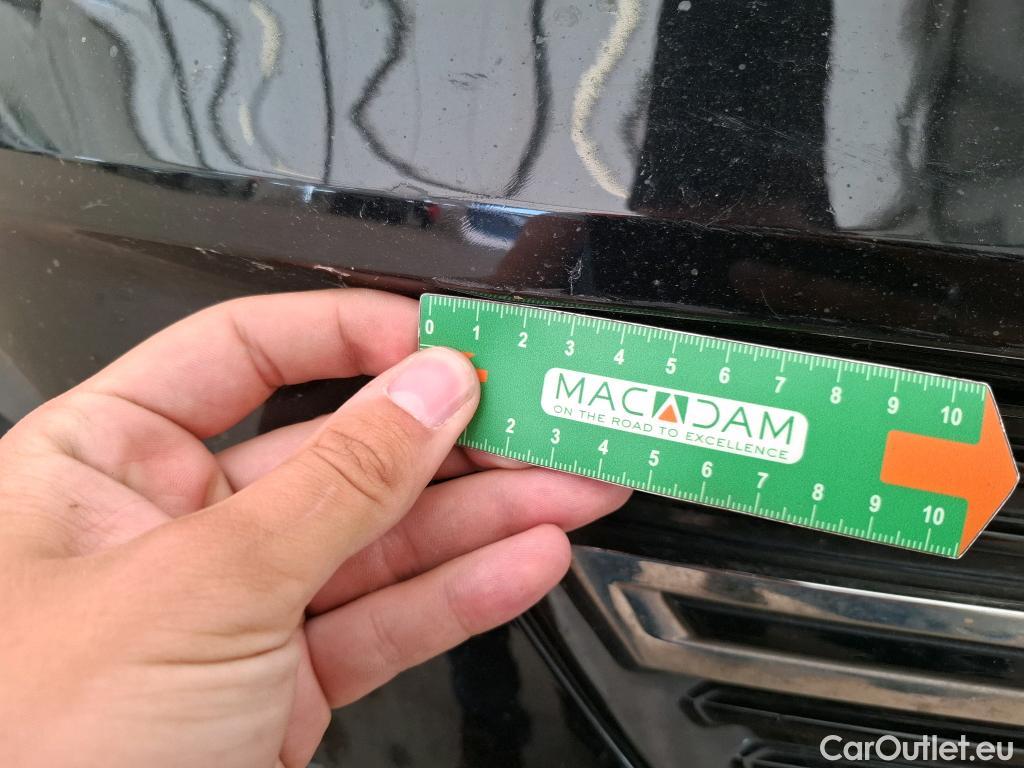 0 1 2 3 4 5 6 7 8 9 10
MACADAM
ON THE ROAD TO EXCELLENCE
2 3 4 5 6 7 8 9 10
CarOutlet.eu